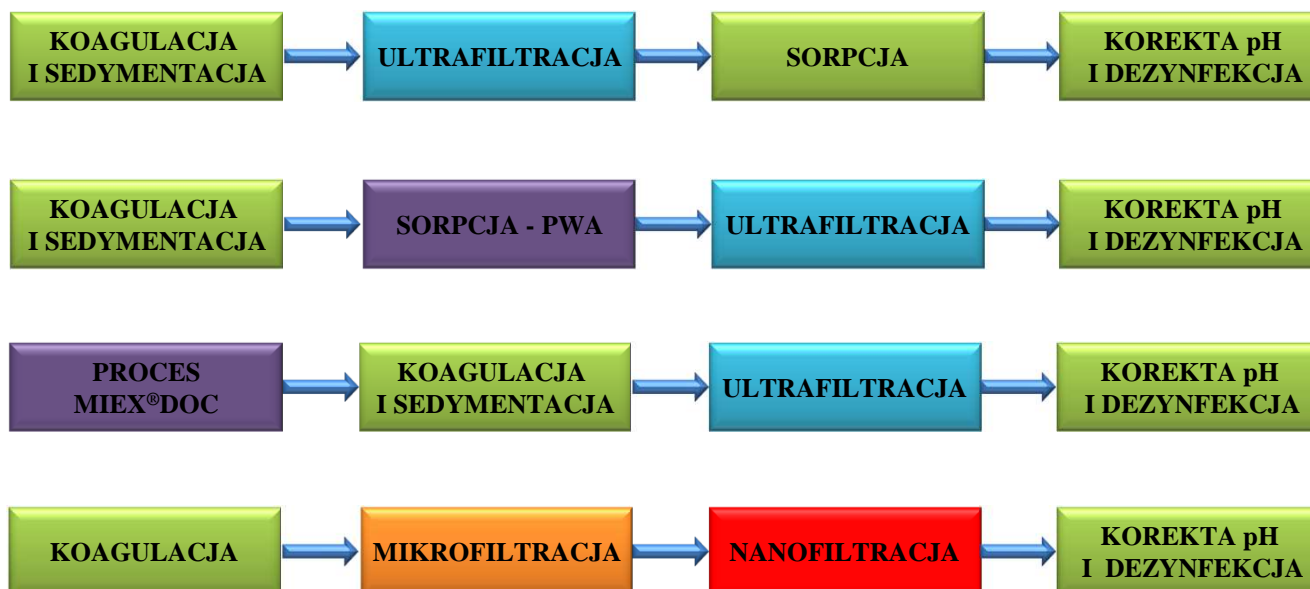 KOAGULACJA
I SEDYMENTACJA
ULTRAFILTRACJA
SORPCJA
KOREKTA pH
I DEZYNFEKCJA
KOAGULACJA
I SEDYMENTACJA
SORPCJA - PWA
ULTRAFILTRACJA
KOREKTA pH
I DEZYNFEKCJA
PROCES
MIEX®DOC
KOAGULACJA
I SEDYMENTACJA
ULTRAFILTRACJA
KOREKTA pH
I DEZYNFEKCJA
KOAGULACJA
MIKROFILTRACJA
NANOFILTRACJA
KOREKTA pH
I DEZYNFEKCJA